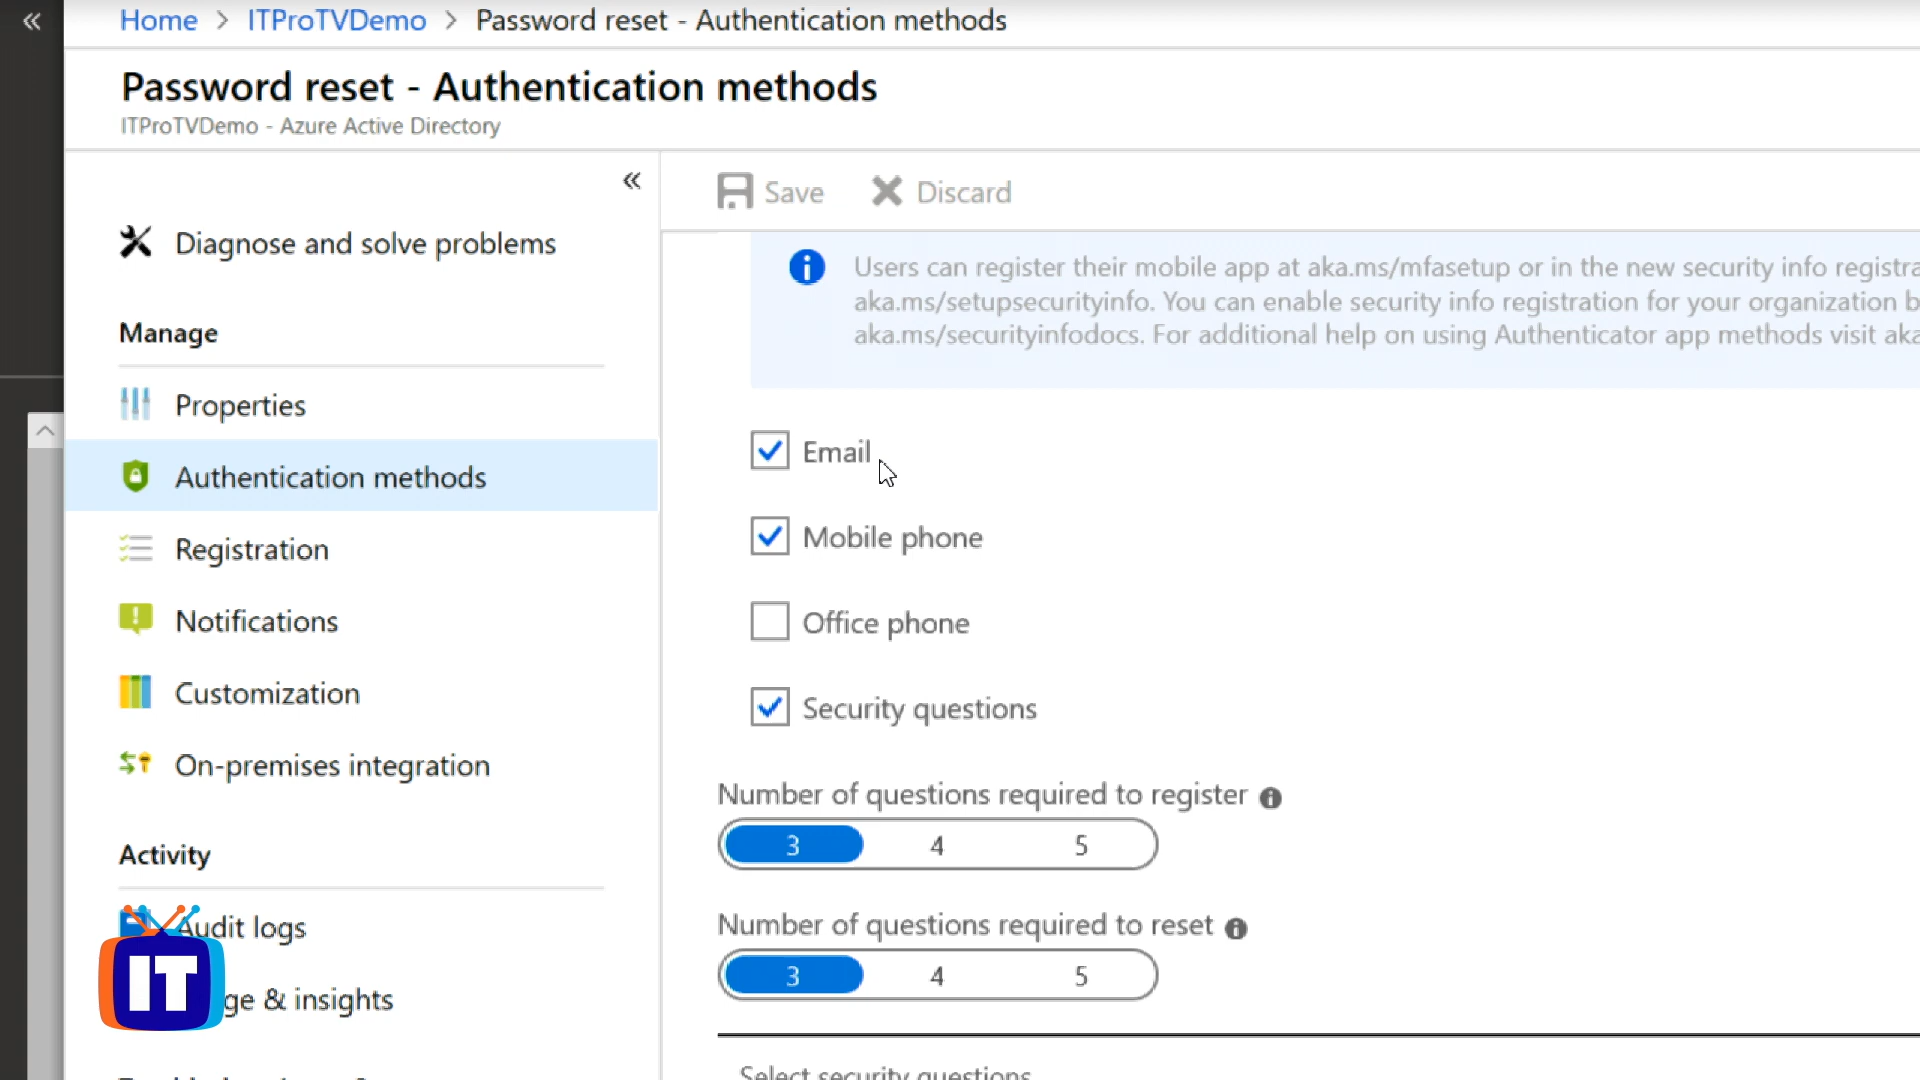 Home > ITProTVDemo > Password reset - Authentication methods
Password reset - Authentication methods
ITProTVDemo - Azure Active Directory
Diagnose and solve problems
Manage
Properties
Authentication methods
Registration
Notifications
Customization
On-premises integration
Activity
Audit logs
& insights
IT
Save
Discard
Users can register their mobile app at aka.ms/mfasetup or in the new security info
aka.ms/setupsecurityinfo. You can enable security info registration for your organization
aka.ms/securityinfodocs. For additional help on using Authenticator app methods visit
Email
Mobile phone
Office phone
Security questions
Number of questions required to register
3 4 5
Number of questions required to reset
3 4 5
Select security questions